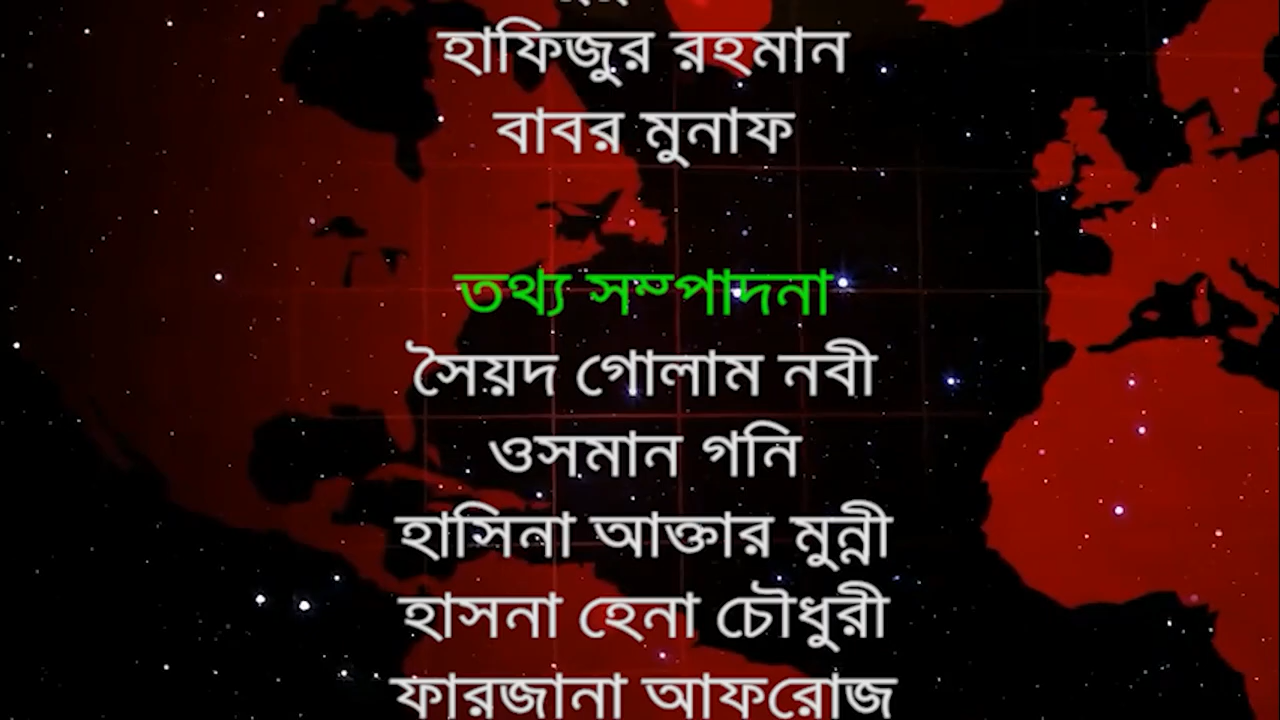 হাফিজুর রহমান
বাবর মুনাফ
তথ্য সম্পাদনা
সৈয়দ গোলাম নবী
ওসমান গনি
হাসিনা আক্তার মুন্নী
হাসনা হেনা চৌধুরী
ফারজানা আফরোজ